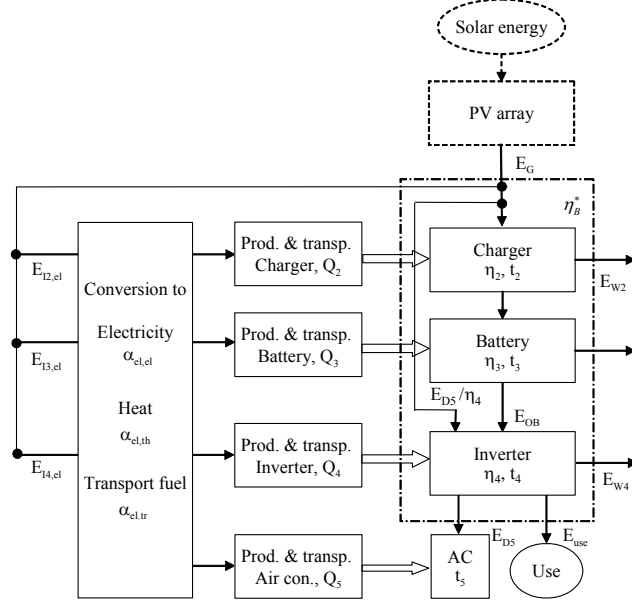 Solar energy
PV array
E_G
η*_B
E_I2,el
Conversion to
Electricity
α_el,el
Heat
α_el,th
Transport fuel
α_el.tr
E_I3,el
E_I4,el
Prod. & transp.
Charger, Q_2
Prod. & transp.
Battery, Q_3
Prod. & transp.
Inverter, Q_4
Prod. & transp.
Air con., Q_5
Charger
η_2, t_2
E_W2
Battery
η_3, t_3
E_D5/η_4
E_OB
Inverter
η_4, t_4
E_W4
E_D5
E_use
AC
t_5
Use